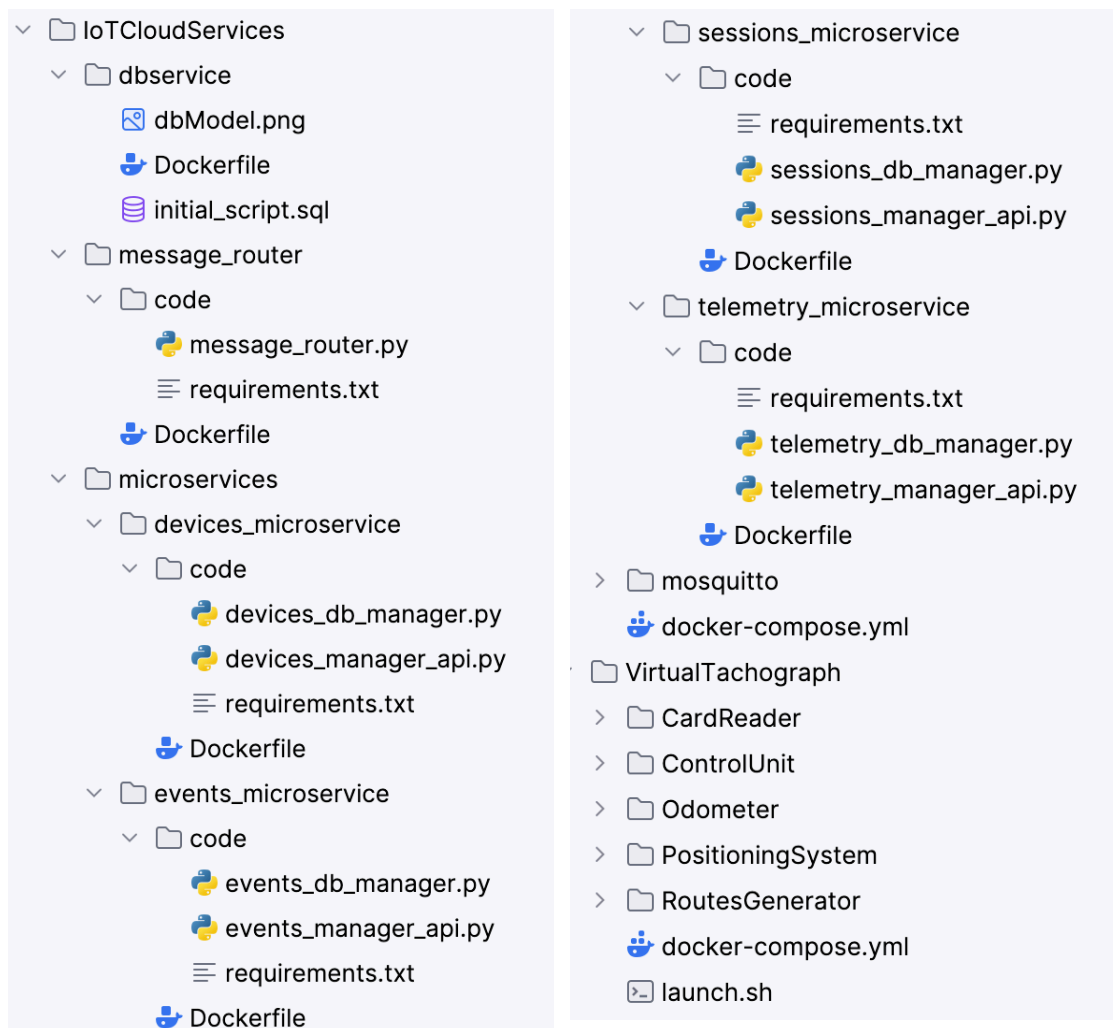 IoTCloudServices
dbservice
dbModel.png
Dockerfile
initial_script.sql
message_router
code
message_router.py
requirements.txt
Dockerfile
microservices
devices_microservice
code
devices_db_manager.py
devices_manager_api.py
requirements.txt
Dockerfile
events_microservice
code
events_db_manager.py
events_manager_api.py
requirements.txt
Dockerfile
sessions_microservice
code
requirements.txt
sessions_db_manager.py
sessions_manager_api.py
Dockerfile
telemetry_microservice
code
requirements.txt
telemetry_db_manager.py
telemetry_manager_api.py
Dockerfile
mosquitto
docker-compose.yml
VirtualTachograph
CardReader
ControlUnit
Odometer
PositioningSystem
RoutesGenerator
docker-compose.yml
launch.sh